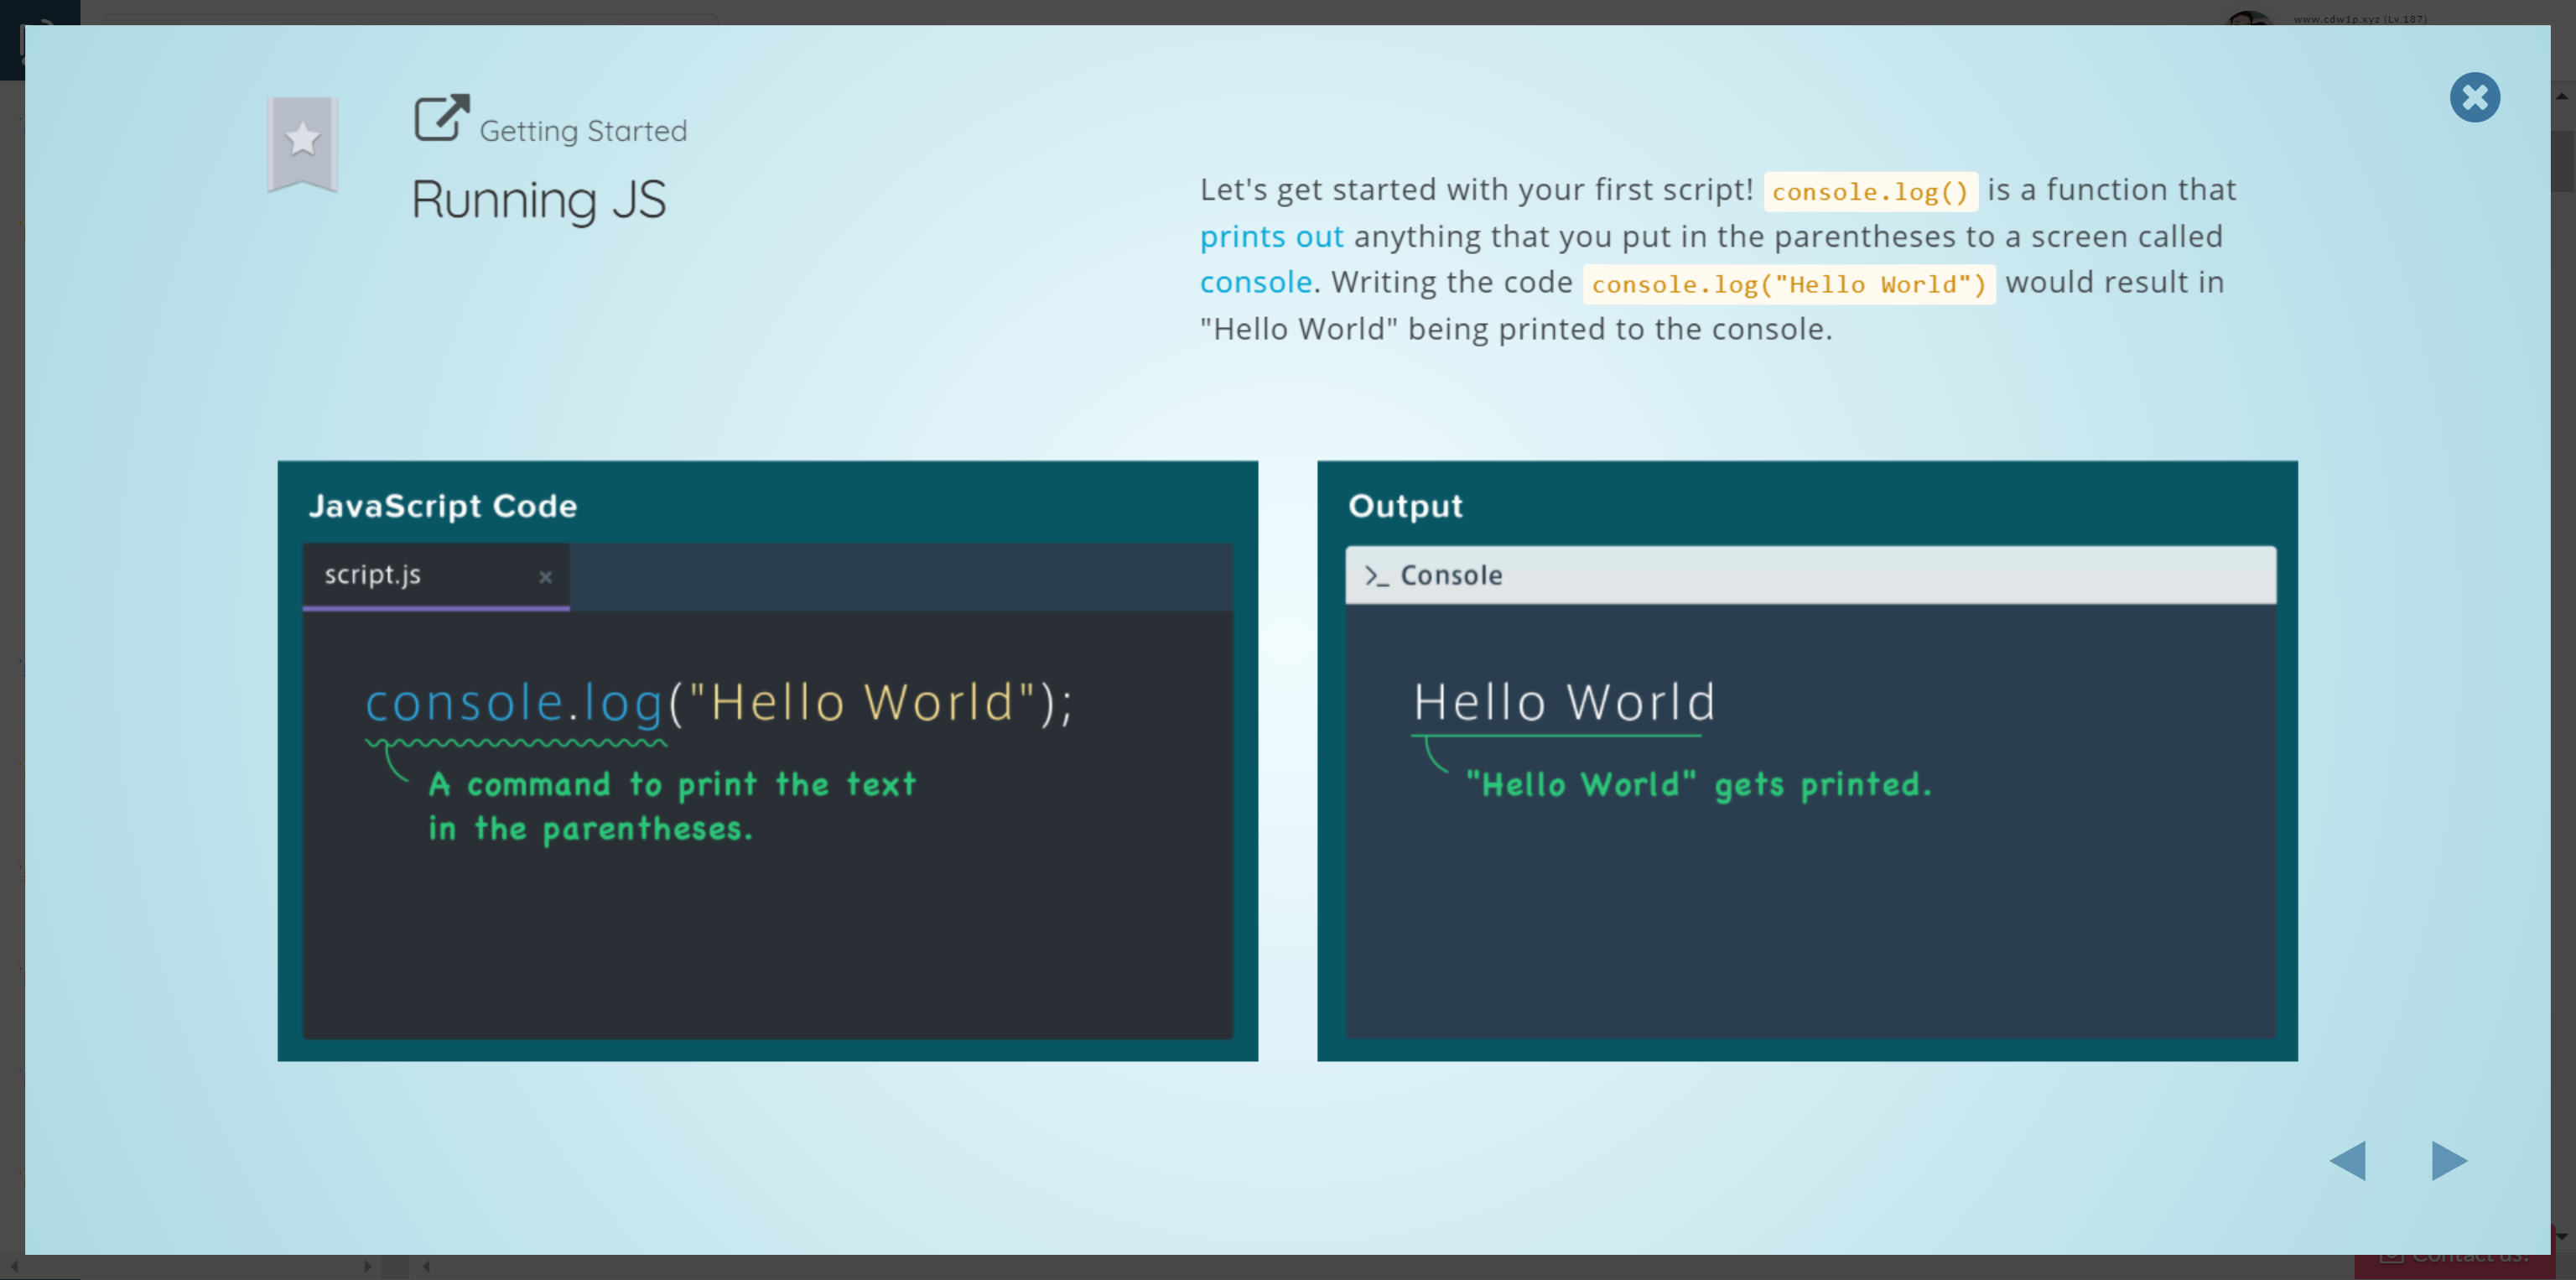 www.cdw1p.xyz (Lv.187)
Getting Started
Running JS
Let's get started with your first script! console.log() is a function that
prints out anything that you put in the parentheses to a screen called
console. Writing the code console.log("Hello World") would result in
"Hello World" being printed to the console.
JavaScript Code
script.js
console.log("Hello World");
A command to print the text
in the parentheses.
Output
>_ Console
Hello World
"Hello World" gets printed.
Contact us!